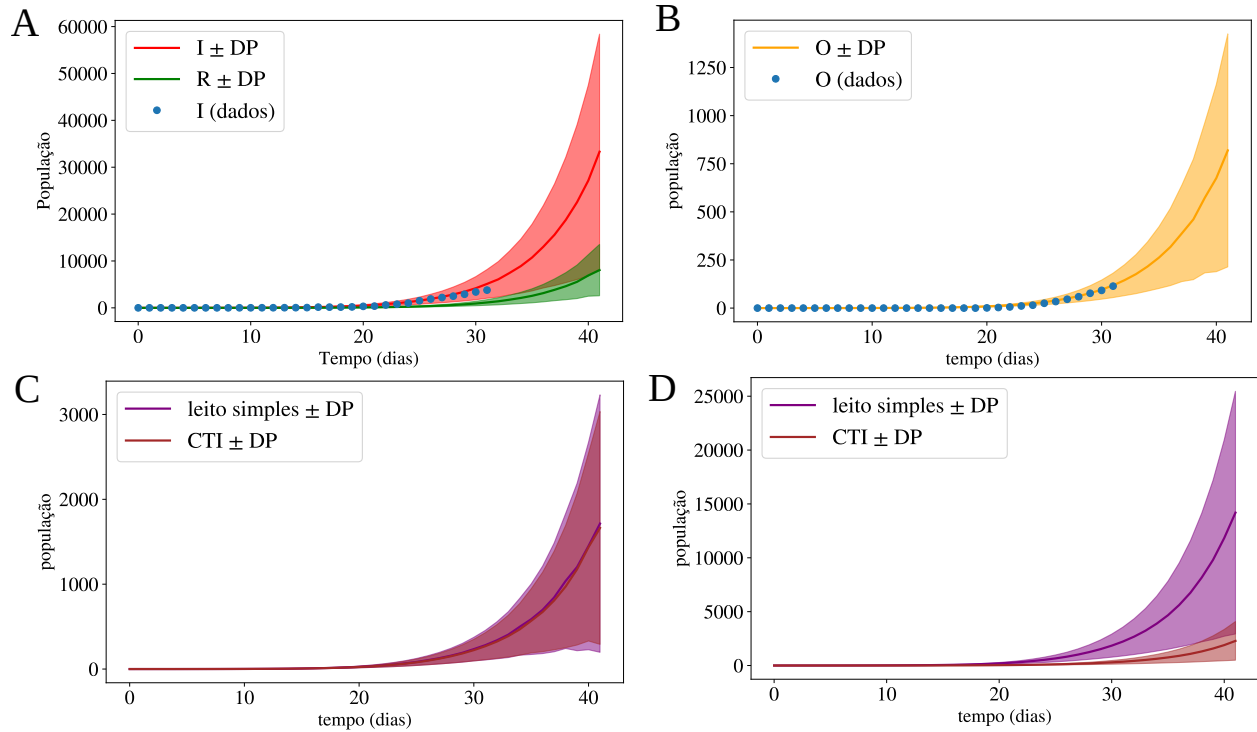 A
60000
50000
40000
30000
20000
10000
0
População
I ± DP
R ± DP
I (dados)
0 10 20 30 40
Tempo (dias)
B
1250
1000
750
500
250
0
população
O ± DP
O (dados)
0 10 20 30 40
tempo (dias)
C
3000
2000
1000
0
população
leito simples ± DP
CTI ± DP
0 10 20 30 40
tempo (dias)
D
25000
20000
15000
10000
5000
0
população
leito simples ± DP
CTI ± DP
0 10 20 30 40
tempo (dias)